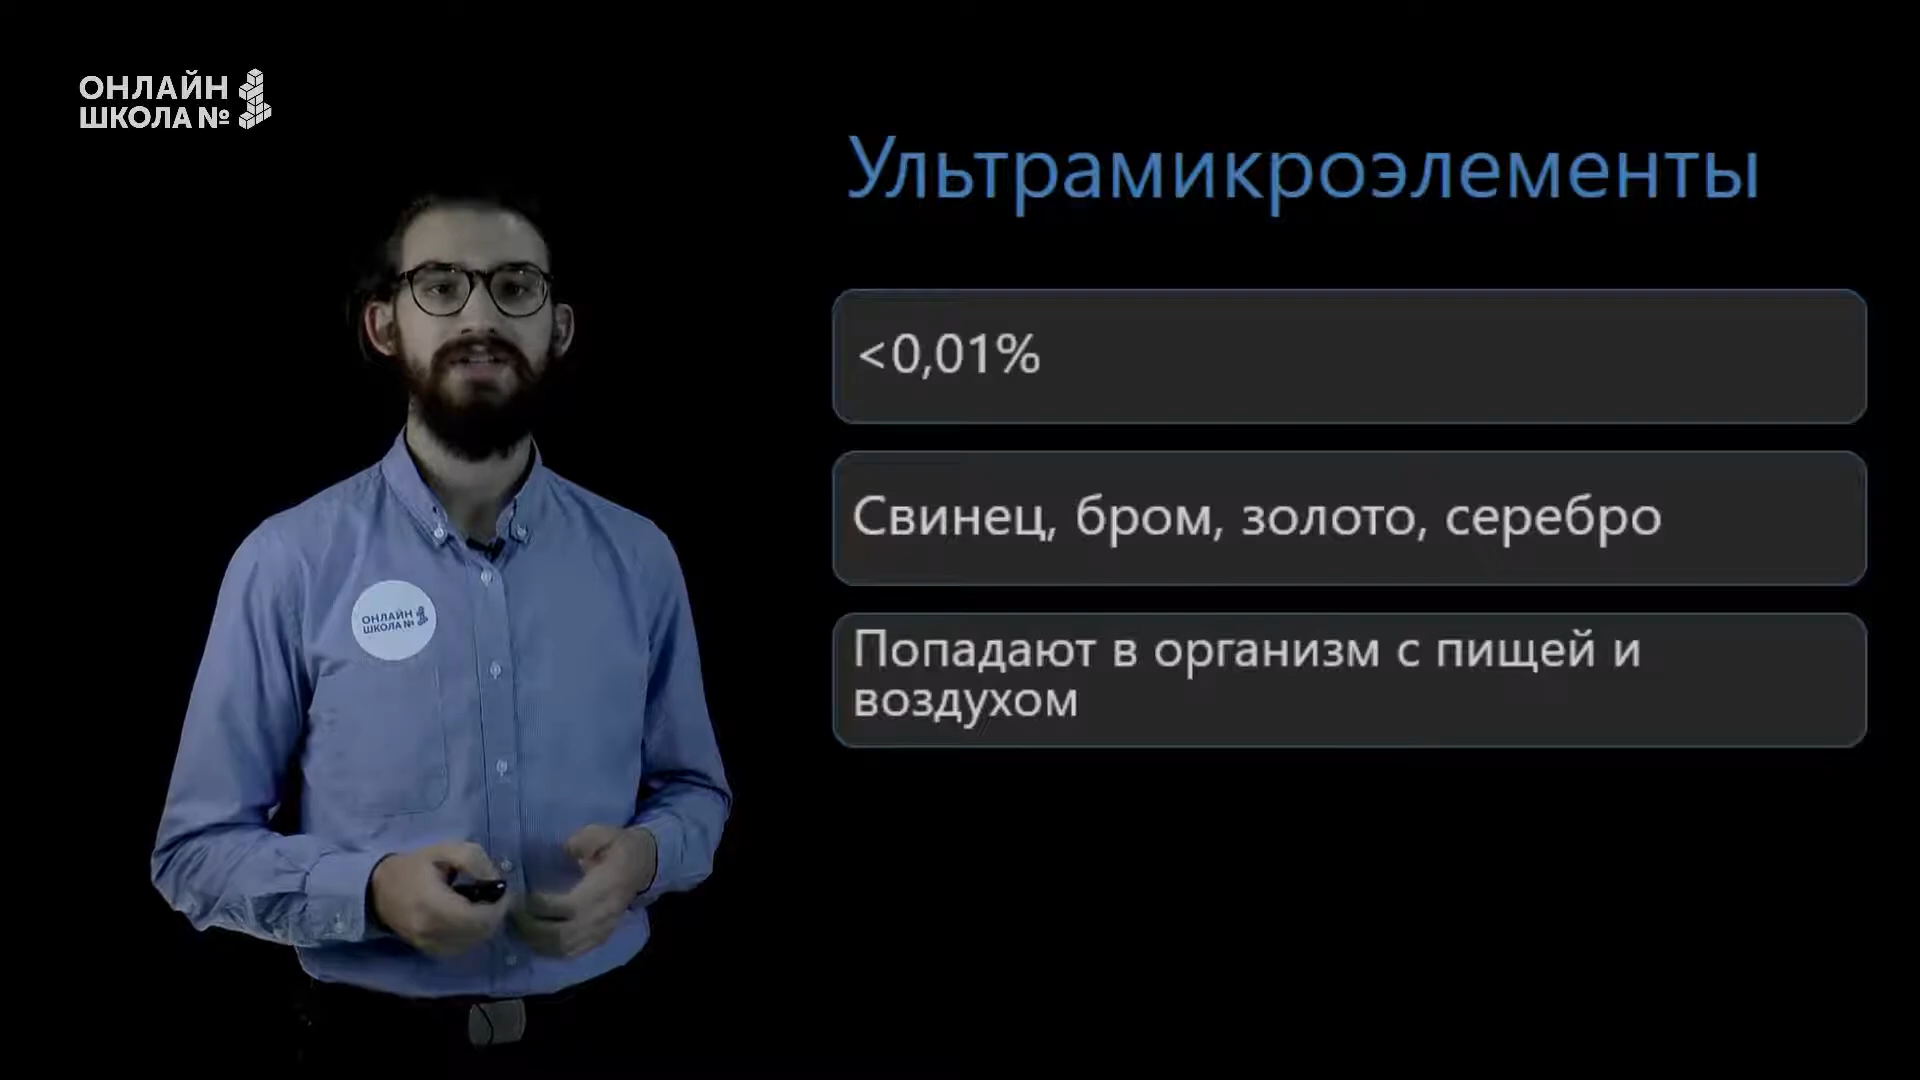 ОНЛАЙН
ШКОЛА №
Ультрамикроэлементы
<0,01%
Свинец, бром, золото, серебро
Попадают в организм с пищей и
воздухом
ОНЛАЙН
ШКОЛА №